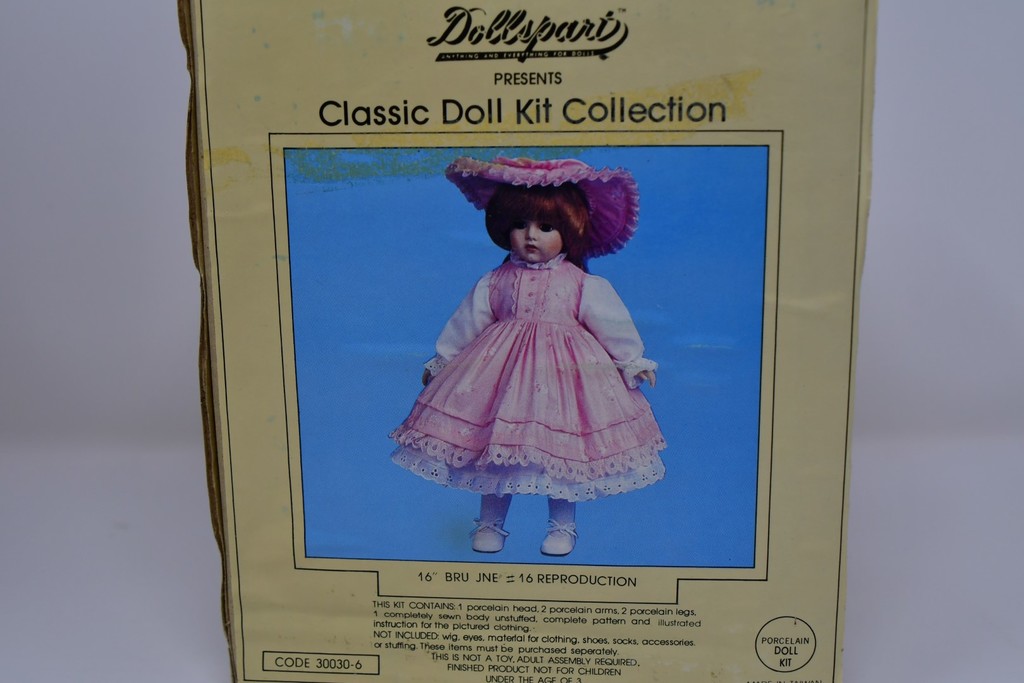 Dollspart™
ANYTHING AND EVERYTHING FOR DOLLS
PRESENTS
Classic Doll Kit Collection
16" BRU JNE = 16 REPRODUCTION
THIS KIT CONTAINS: 1 porcelain head, 2 porcelain arms, 2 porcelain legs,
1 completely sewn body unstuffed, complete pattern and illustrated
instruction for the pictured clothing.
NOT INCLUDED: wig, eyes, material for clothing, shoes, socks, accessories
or stuffing. These items must be purchased seperately.
THIS IS NOT A TOY, ADULT ASSEMBLY REQUIRED.
FINISHED PRODUCT NOT FOR CHILDREN
UNDER THE AGE OF 3
CODE 30030-6
PORCELAIN
DOLL
KIT
MADE IN TAIWAN